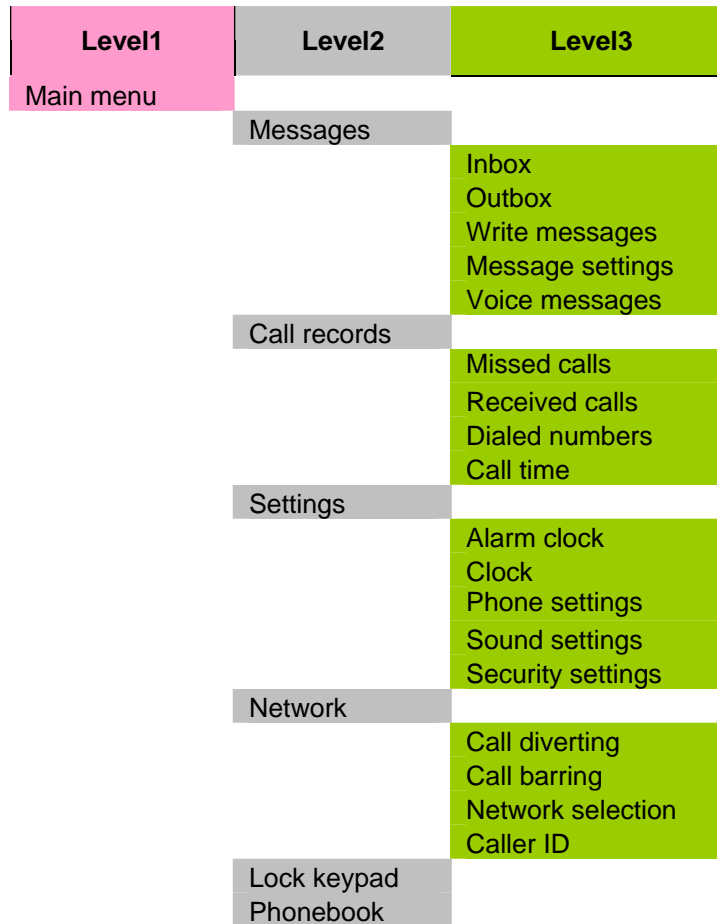 Level1 Level2 Level3
Main menu
Messages
Inbox
Outbox
Write messages
Message settings
Voice messages
Call records
Missed calls
Received calls
Dialed numbers
Call time
Settings
Alarm clock
Clock
Phone settings
Sound settings
Security settings
Network
Call diverting
Call barring
Network selection
Caller ID
Lock keypad
Phonebook